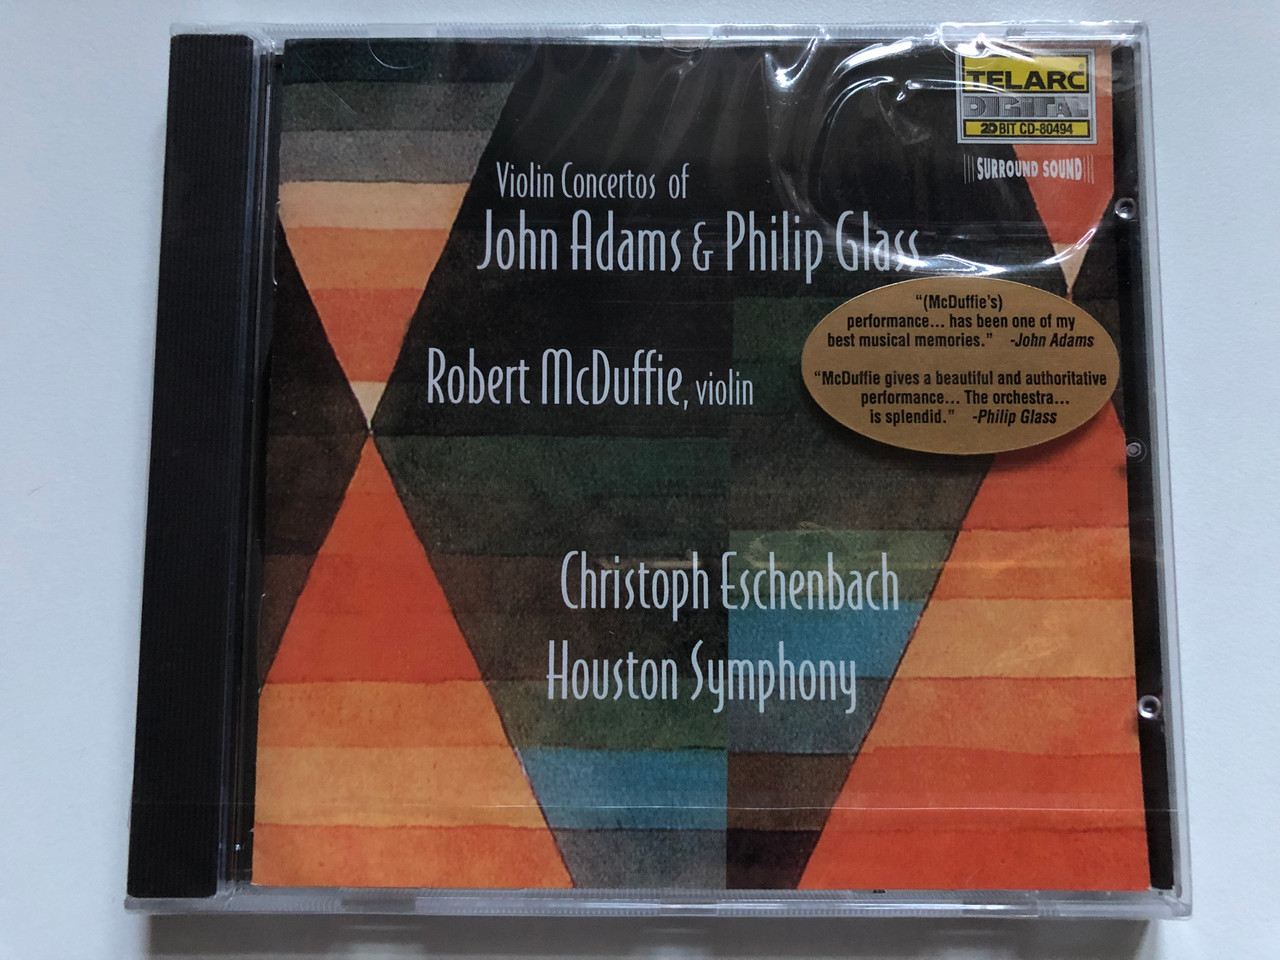 TELARC
DIGITAL
20 BIT CD-80494
SURROUND SOUND
Violin Concertos of
John Adams & Philip Glass
"(McDuffie's)
performance... has been one of my
best musical memories." -John Adams
"McDuffie gives a beautiful and authoritative
performance... The orchestra...
is splendid." -Philip Glass
Robert McDuffie, violin
Christoph Eschenbach
Houston Symphony